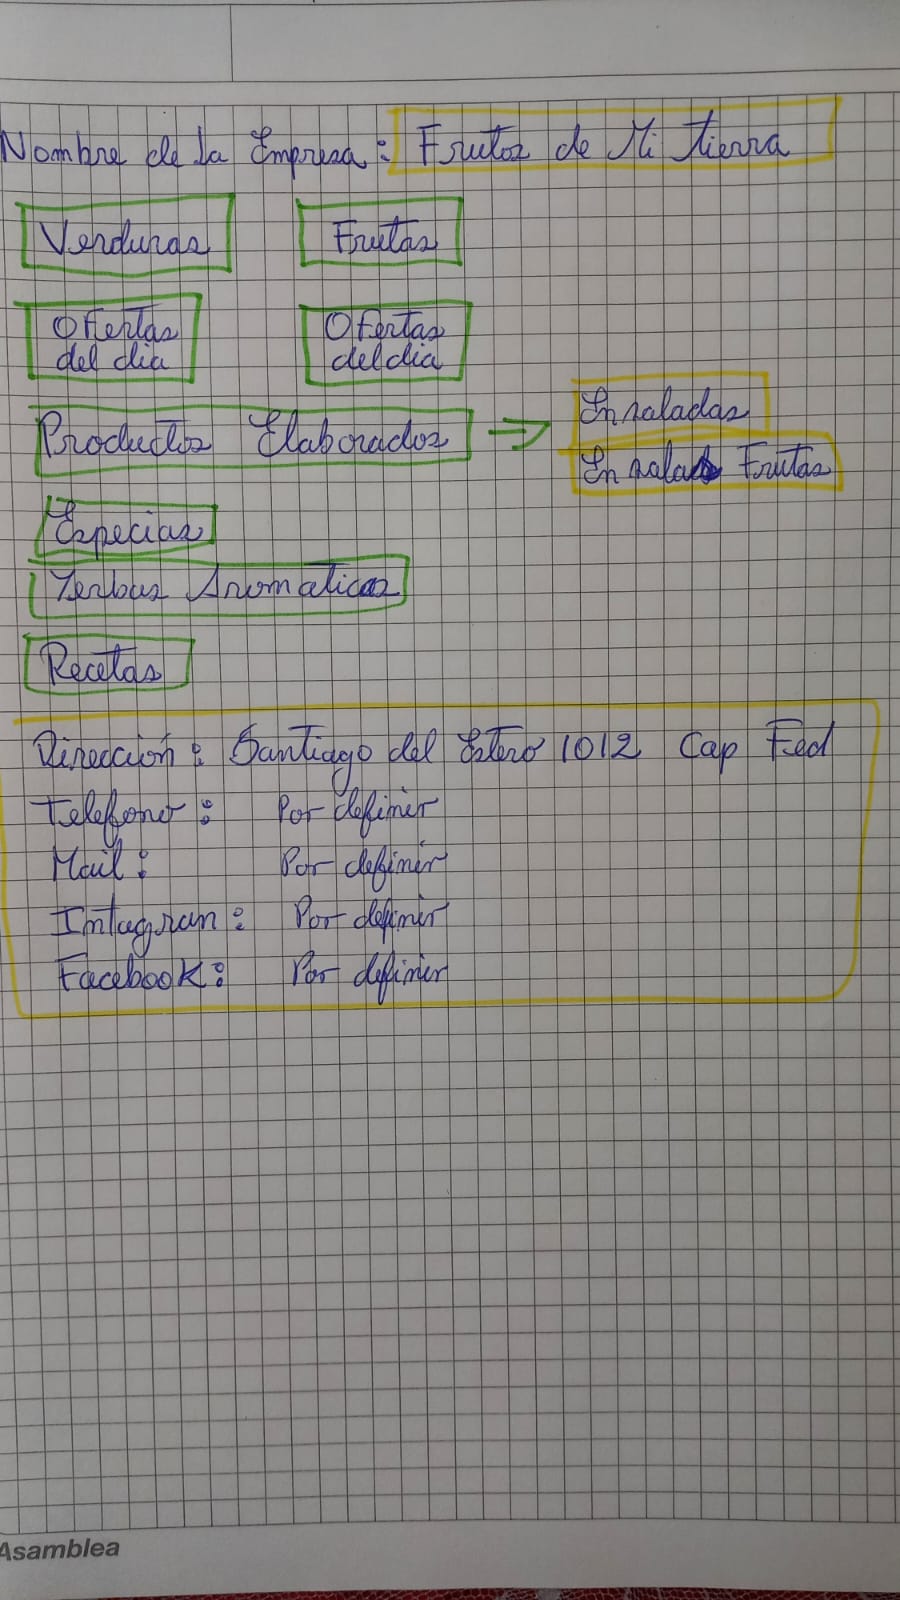 Nombre de la Empresa: Frutos de Mi tierra
Verduras Frutas
Ofertas del dia Ofertas del dia
Productos Elaborados → Ensaladas
Ensalada Frutas
Especias
Yerbas Aromaticas
Recetas
Dirección: Santiago del Estero 1012 Cap Fed
Telefono: Por definir
Mail: Por definir
Intagran: Por definir
Facebook: Por definir
Asamblea